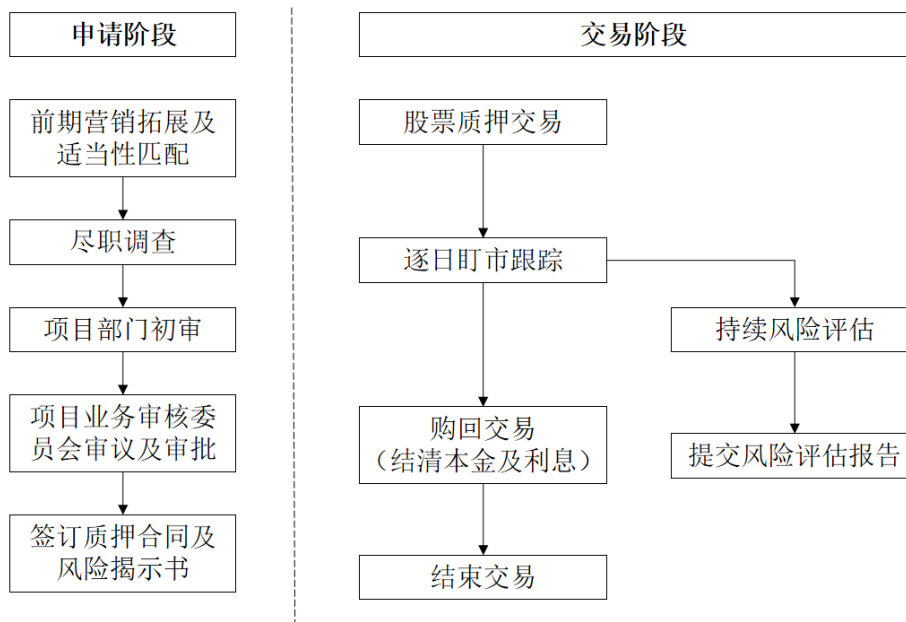 申请阶段
前期营销拓展及
适当性匹配
尽职调查
项目部门初审
项目业务审核委
员会审议及审批
签订质押合同及
风险揭示书
交易阶段
股票质押交易
逐日盯市跟踪
持续风险评估
购回交易
（结清本金及利息）
提交风险评估报告
结束交易